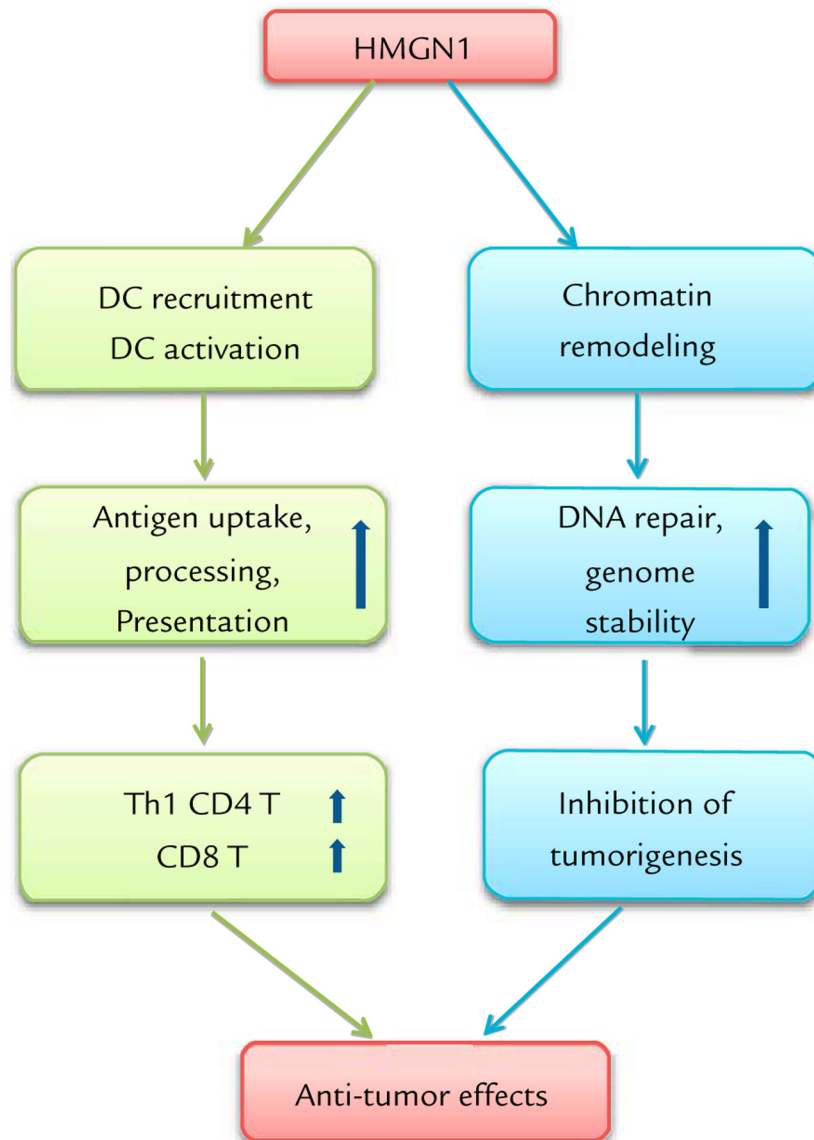 HMGN1
DC recruitment
DC activation
Antigen uptake,
processing,
Presentation
Th1 CD4 T
CD8 T
Chromatin
remodeling
DNA repair,
genome
stability
Inhibition of
tumorigenesis
Anti-tumor effects